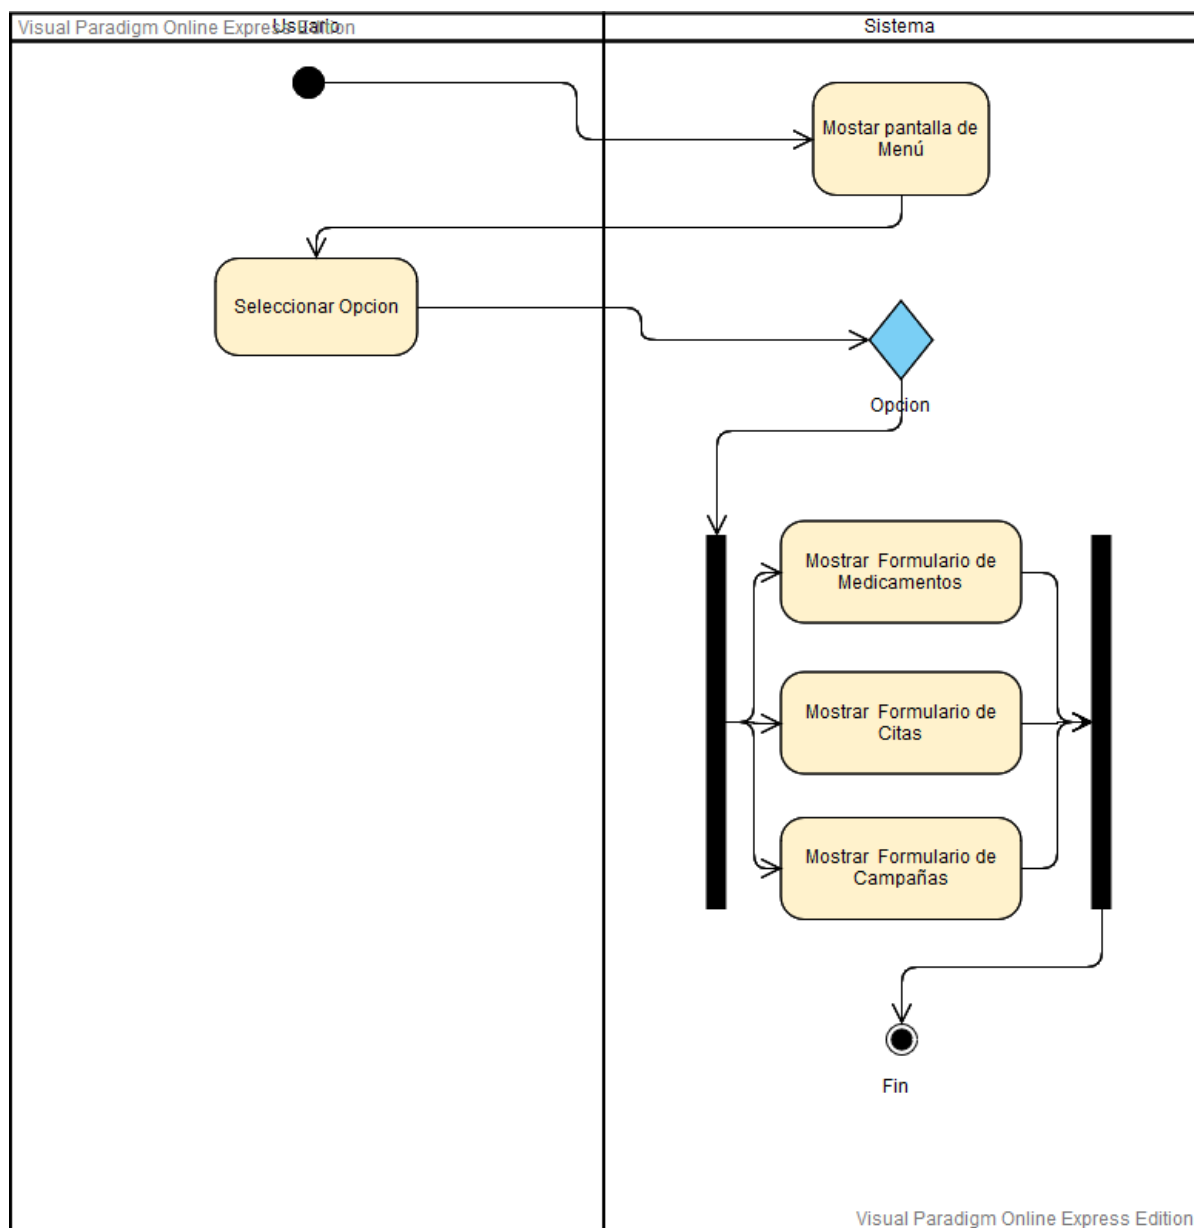 Visual Paradigm Online Express Edition
Usuario
Sistema
Mostar pantalla de
Menú
Seleccionar Opcion
Opcion
Mostrar Formulario de
Medicamentos
Mostrar Formulario de
Citas
Mostrar Formulario de
Campañas
Fin
Visual Paradigm Online Express Edition